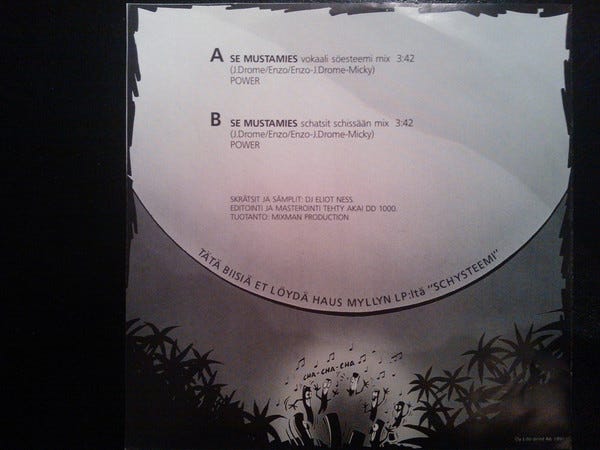 A SE MUSTAMIES vokaali söesteemi mix 3:42
(J.Drome/Enzo/Enzo-J.Drome-Micky)
POWER
B SE MUSTAMIES schatsit schissään mix 3:42
(J.Drome/Enzo/Enzo-J.Drome-Micky)
POWER
SKRÄTSIT JA SÄMPLIT: DJ ELIOT NESS.
EDITOINTI JA MASTEROINTI TEHTY AKAI DD 1000.
TUOTANTO: MIXMAN PRODUCTION
TÄTÄ BIISIÄ ET LÖYDÄ HAUS MYLLYN LP:ltä "SCHYSTEEMI"
CHA-CHA-CHA